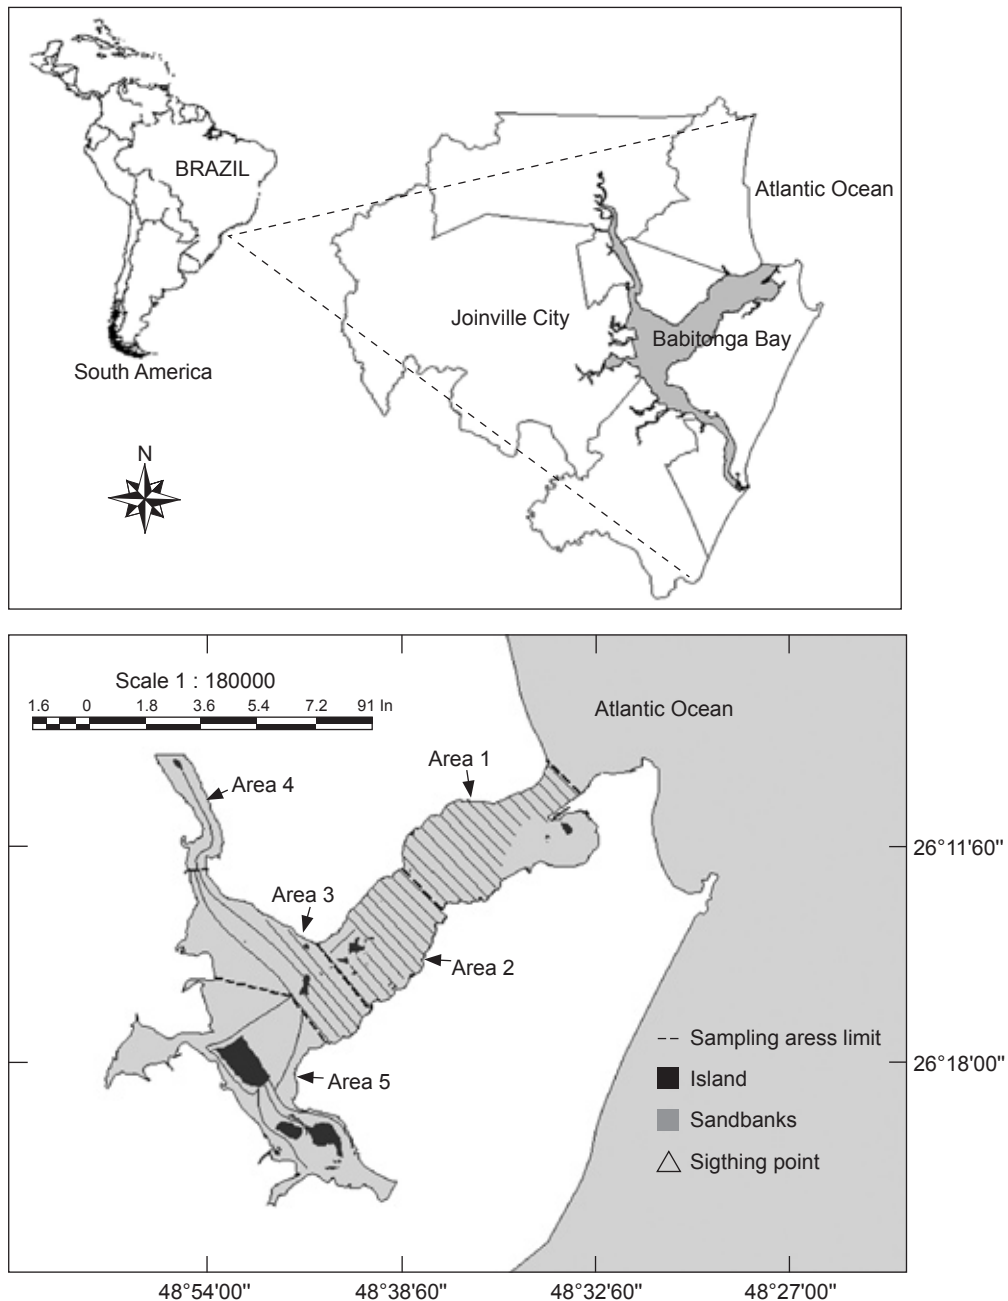 BRAZIL
Atlantic Ocean
Joinville City
Babitonga Bay
South America
N
Scale 1 : 180000
1.6 0 1.8 3.6 5.4 7.2 91 In
Atlantic Ocean
Area 1
Area 4
26°11'60"
Area 3
Area 2
Sampling aress limit
26°18'00"
Area 5
Island
Sandbanks
Sigthing point
48°54'00" 48°38'60" 48°32'60" 48°27'00"